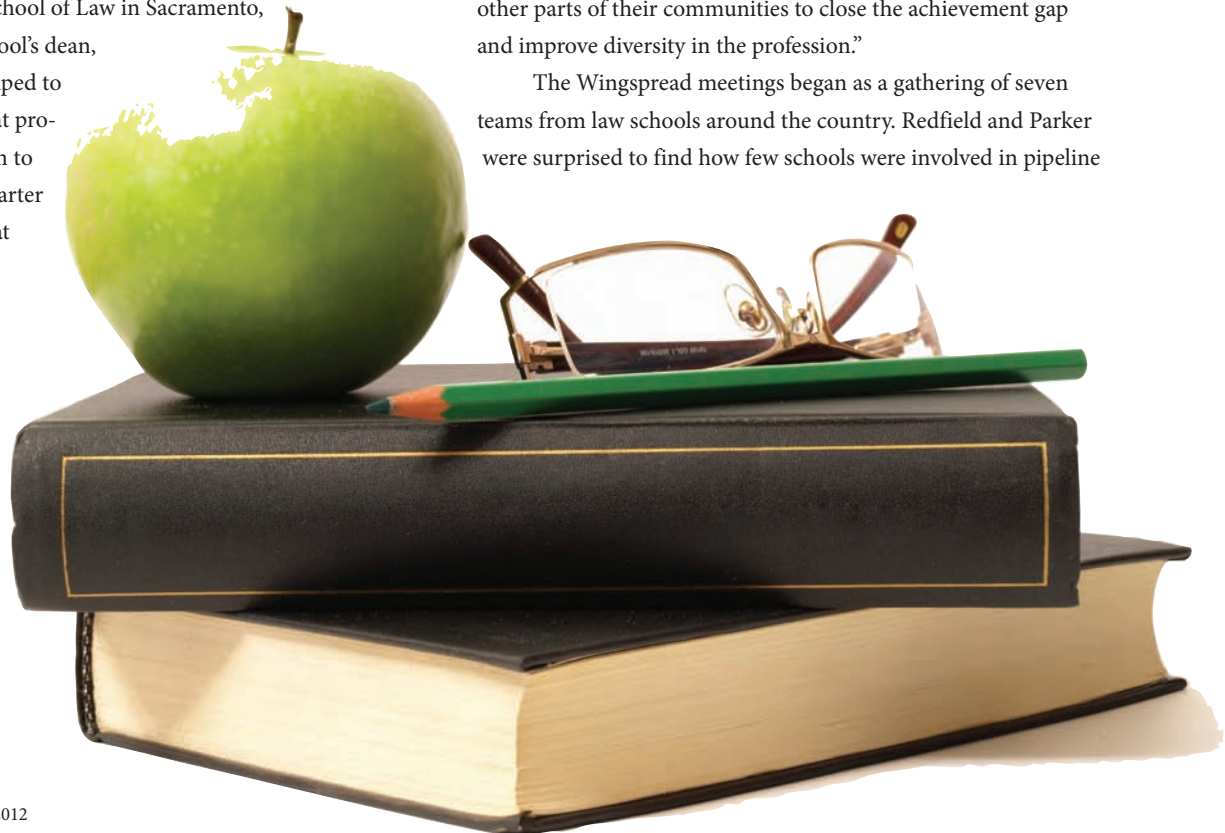 chool of Law in Sacramento,
ool’s dean,
ped to
at pro-
n to
arter
at
other parts of their communities to close the achievement gap
and improve diversity in the profession.”
The Wingspread meetings began as a gathering of seven
teams from law schools around the country. Redfield and Parker
were surprised to find how few schools were involved in pipeline
012